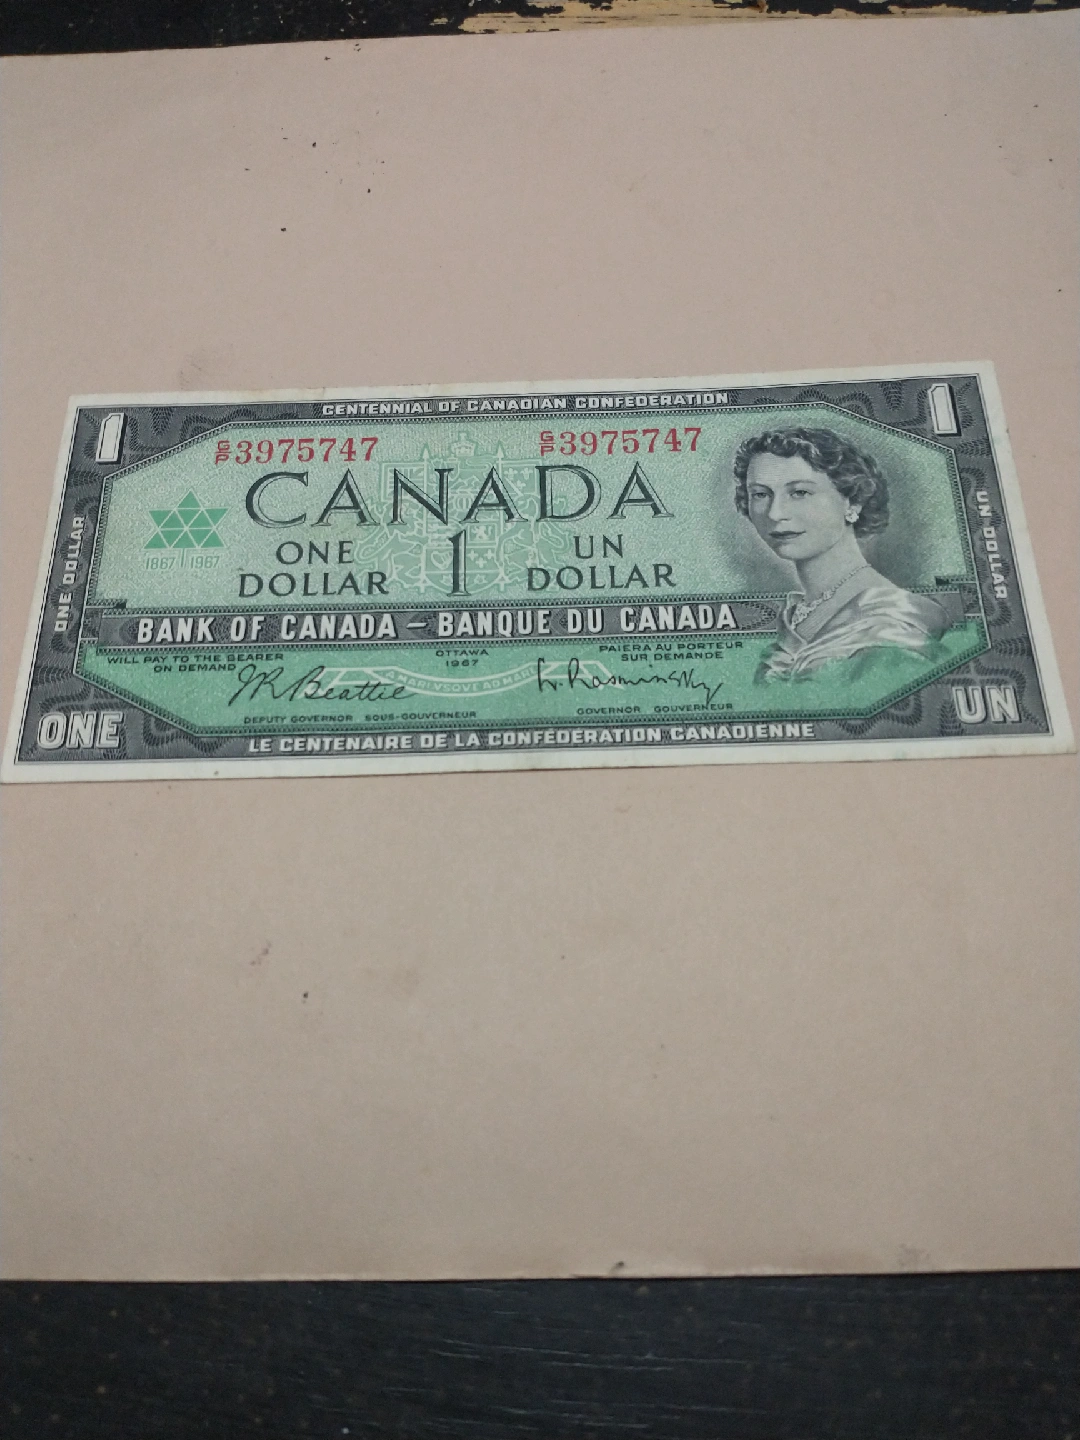 CENTENNIAL OF CANADIAN CONFEDERATION
1
1
G/P 3975747
G/P 3975747
CANADA
1867 1967
ONE DOLLAR
1
UN DOLLAR
ONE DOLLAR
UN DOLLAR
BANK OF CANADA – BANQUE DU CANADA
WILL PAY TO THE BEARER
ON DEMAND
OTTAWA
1967
PAIERA AU PORTEUR
SUR DEMANDE
J.R. Beattie
L. Rasminsky
DEPUTY GOVERNOR SOUS-GOUVERNEUR
GOVERNOR GOUVERNEUR
ONE
UN
LE CENTENAIRE DE LA CONFÉDÉRATION CANADIENNE